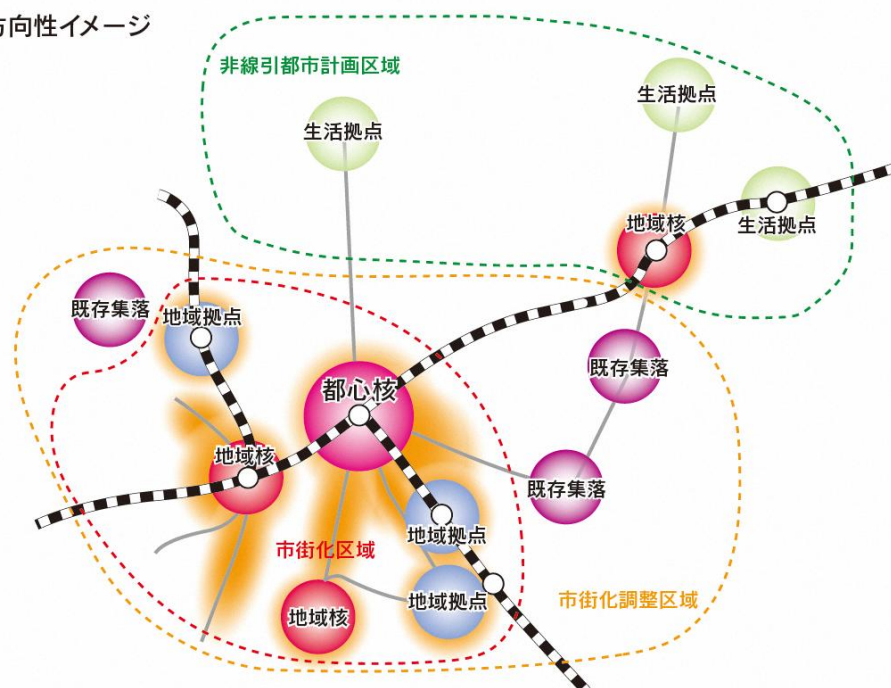 向性イメージ
非線引都市計画区域
生活拠点
生活拠点
地域核
生活拠点
既存集落
地域拠点
既存集落
都心核
地域核
既存集落
地域拠点
市街化区域
地域核
地域拠点
市街化調整区域